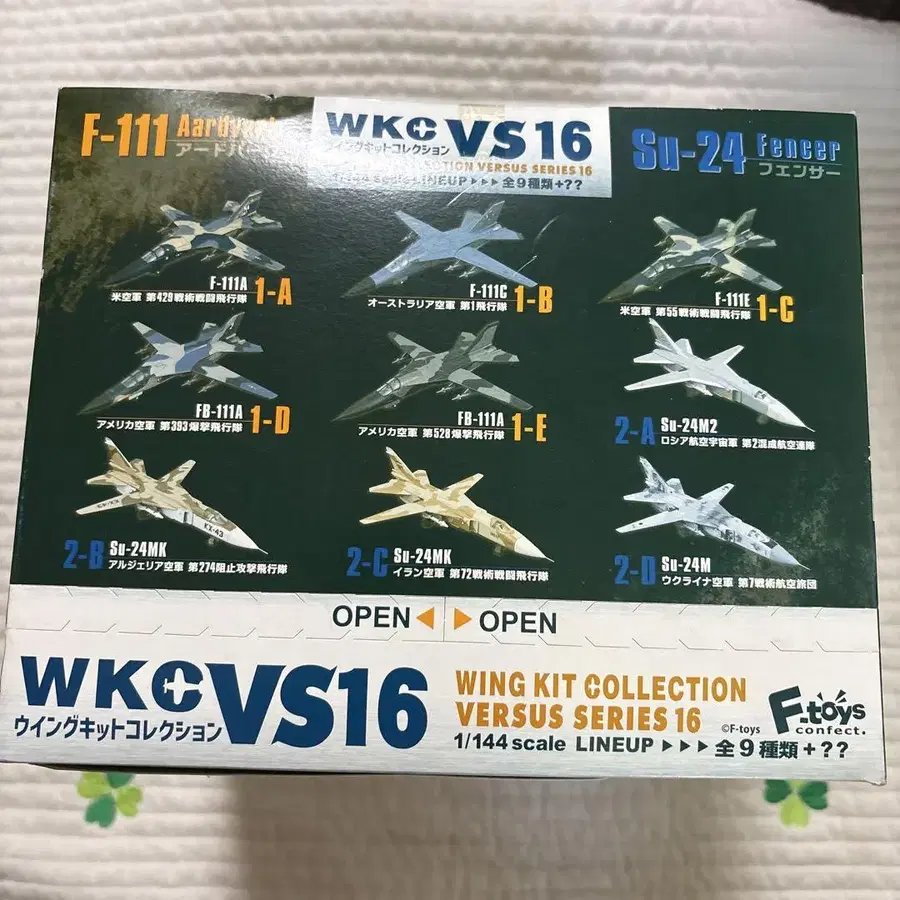 F-111 Aardvark
アードバーク
WKC VS 16
ウイングキットコレクション
VERSUS SERIES 16
1/144 scale LINEUP ▶▶▶ 全9種類+??
Su-24 Fencer
フェンサー
F-111A
米空軍 第429戦術戦闘飛行隊 1-A
F-111C
オーストラリア空軍 第1飛行隊 1-B
F-111E
米空軍 第55戦術戦闘飛行隊 1-C
FB-111A
アメリカ空軍 第393爆撃飛行隊 1-D
FB-111A
アメリカ空軍 第528爆撃飛行隊 1-E
2-A Su-24M2
ロシア航空宇宙軍 第2混成航空連隊
KX-43
2-B Su-24MK
アルジェリア空軍 第274阻止攻撃飛行隊
2-C Su-24MK
イラン空軍 第72戦術戦闘飛行隊
2-D Su-24M
ウクライナ空軍 第7戦術航空旅団
OPEN ◀ ▶ OPEN
WKC VS16
ウイングキットコレクション
WING KIT COLLECTION
VERSUS SERIES 16
1/144 scale LINEUP ▶▶▶ 全9種類+??
©F-toys
F-toys
confect.